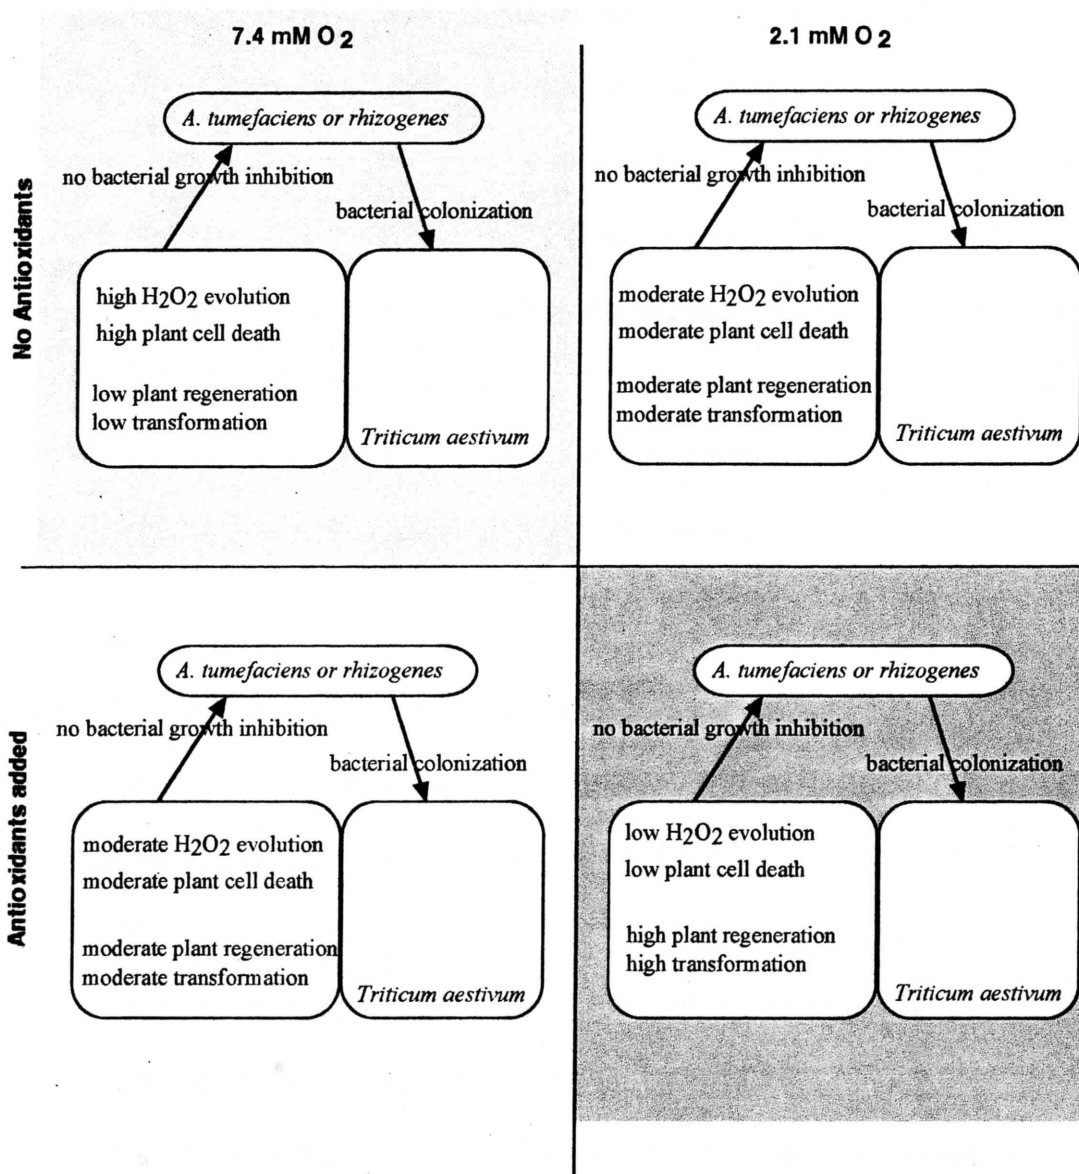 7.4 mM O2
2.1 mM O2
No Antioxidants
A. tumefaciens or rhizogenes
no bacterial growth inhibition
bacterial colonization
high H2O2 evolution
high plant cell death
low plant regeneration
low transformation
Triticum aestivum
A. tumefaciens or rhizogenes
no bacterial growth inhibition
bacterial colonization
moderate H2O2 evolution
moderate plant cell death
moderate plant regeneration
moderate transformation
Triticum aestivum
Antioxidants added
A. tumefaciens or rhizogenes
no bacterial growth inhibition
bacterial colonization
moderate H2O2 evolution
moderate plant cell death
moderate plant regeneration
moderate transformation
Triticum aestivum
A. tumefaciens or rhizogenes
no bacterial growth inhibition
bacterial colonization
low H2O2 evolution
low plant cell death
high plant regeneration
high transformation
Triticum aestivum